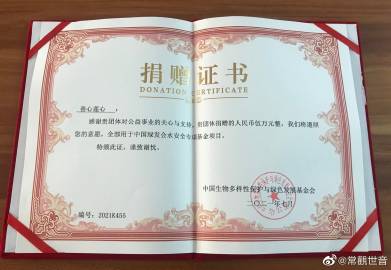 捐赠证书
DONATION CERTIFICATE
善心莲心：
感谢贵团体对公益事业的关心与支持。贵团体捐赠的人民币伍万元整，我们将遵照
您的意愿，全部用于中国绿发会水安全专项基金项目。
特颁此证，谨致谢忱。
中国生物多样性保护与绿色发展基金会
二〇二一年七月
编号：2021K455
@常觀世音